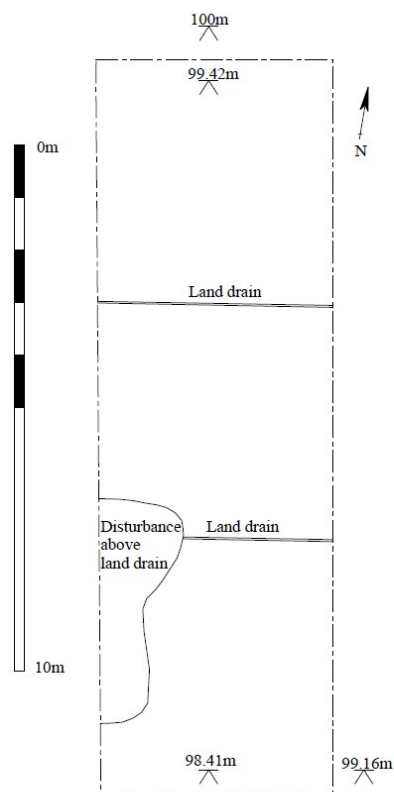 100m
99.42m
0m
N
Land drain
Disturbance
above
land drain
Land drain
10m
98.41m
99.16m